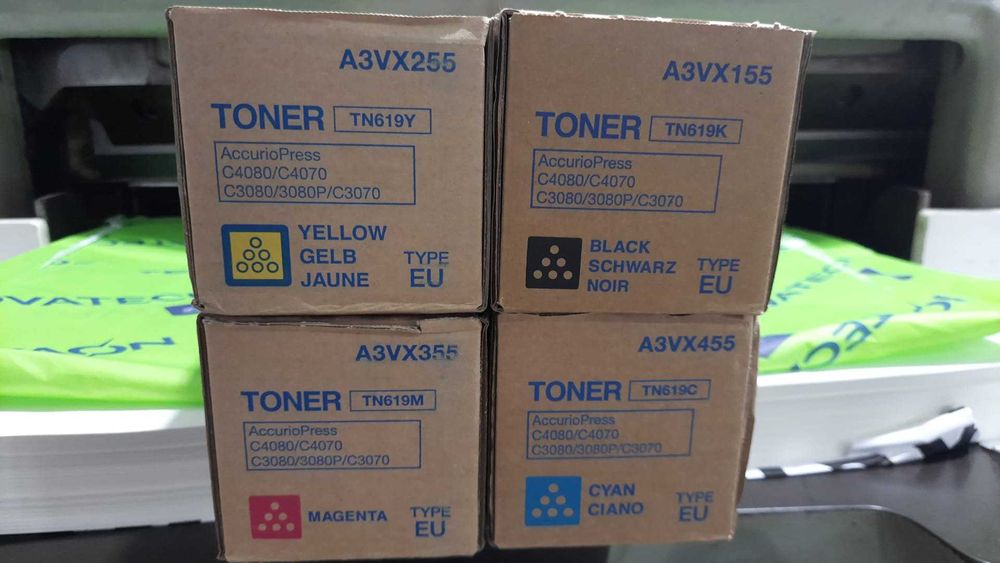 A3VX255
TONER TN619Y
AccurioPress
C4080/C4070
C3080/3080P/C3070
YELLOW
GELB
JAUNE
TYPE
EU
A3VX155
TONER TN619K
AccurioPress
C4080/C4070
C3080/3080P/C3070
BLACK
SCHWARZ
NOIR
TYPE
EU
A3VX355
TONER TN619M
AccurioPress
C4080/C4070
C3080/3080P/C3070
MAGENTA
TYPE
EU
A3VX455
TONER TN619C
AccurioPress
C4080/C4070
C3080/3080P/C3070
CYAN
CIANO
TYPE
EU